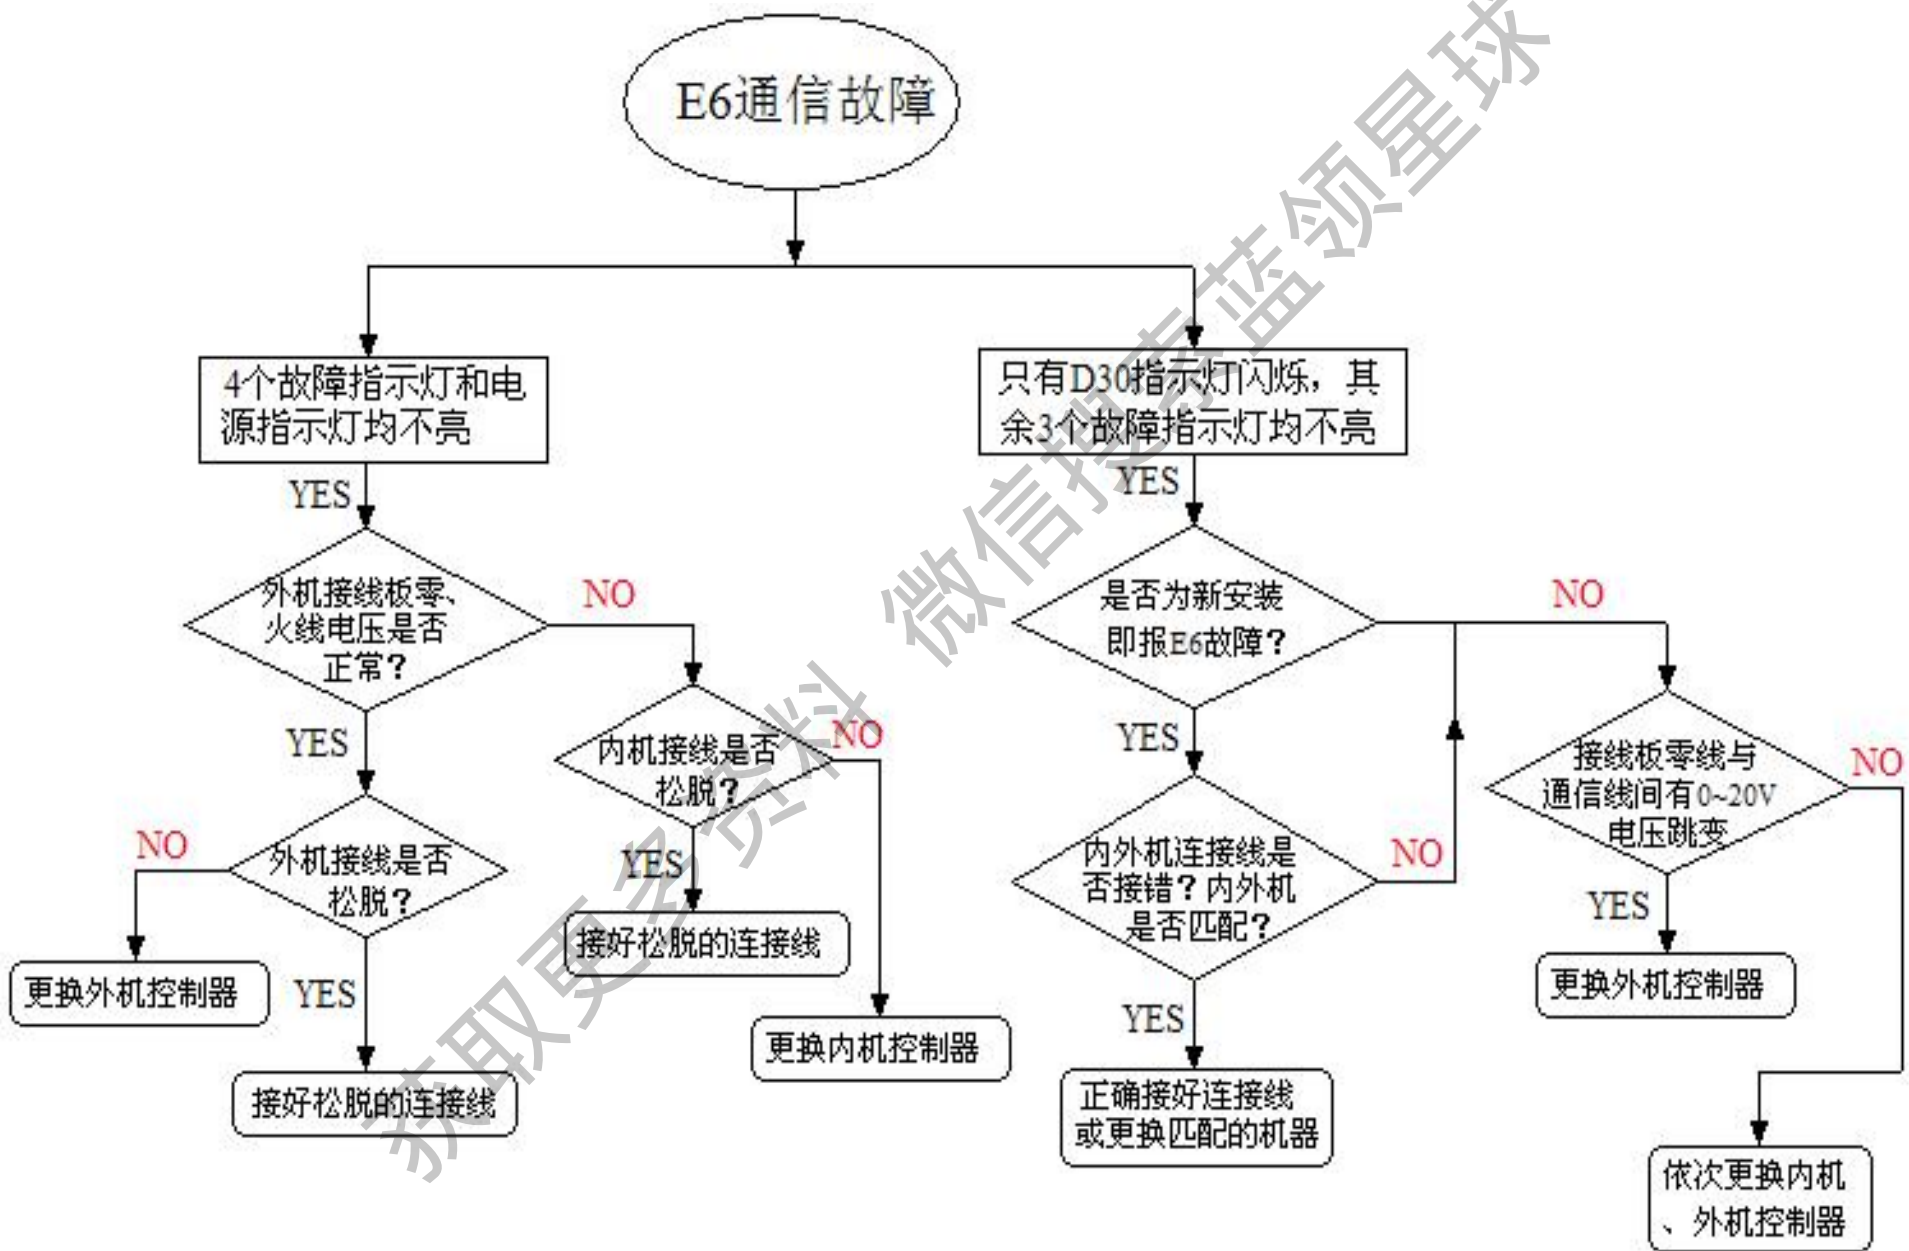 E6通信故障
4个故障指示灯和电
源指示灯均不亮
只有D30指示灯闪烁，其
余3个故障指示灯均不亮
YES
YES
外机接线板零、
火线电压是否
正常？
NO
是否为新安装
即报E6故障？
NO
YES
内机接线是否
松脱？
NO
YES
接线板零线与
通信线间有0~20V
电压跳变
NO
NO
外机接线是否
松脱？
YES
内外机连接线是
否接错？内外机
是否匹配？
NO
YES
更换外机控制器
YES
接好松脱的连接线
更换内机控制器
YES
更换外机控制器
接好松脱的连接线
正确接好连接线
或更换匹配的机器
依次更换内机
、外机控制器
获取更多资料 微信搜索蓝领星球